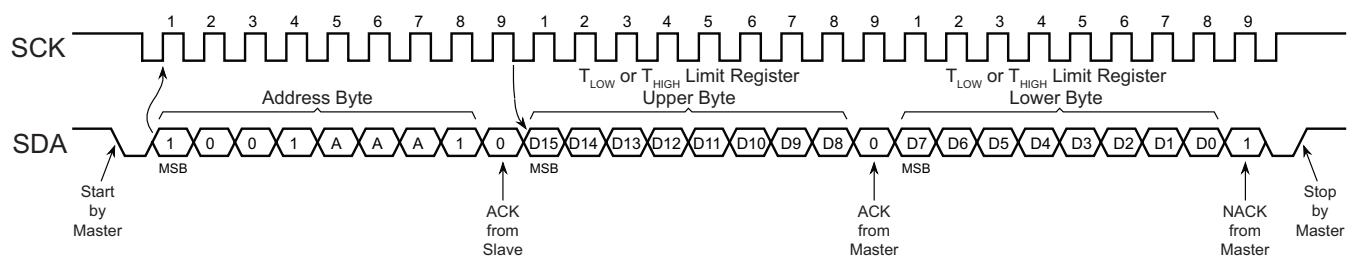 1 2 3 4 5 6 7 8 9 1 2 3 4 5 6 7 8 9 1 2 3 4 5 6 7 8 9
SCK
T_LOW or T_HIGH Limit Register T_LOW or T_HIGH Limit Register
Address Byte Upper Byte Lower Byte
SDA 1 0 0 1 A A A 1 0 D15 D14 D13 D12 D11 D10 D9 D8 0 D7 D6 D5 D4 D3 D2 D1 D0 1
MSB MSB MSB
Start
by
Master
ACK
from
Slave
ACK
from
Master
NACK
from
Master
Stop
by
Master